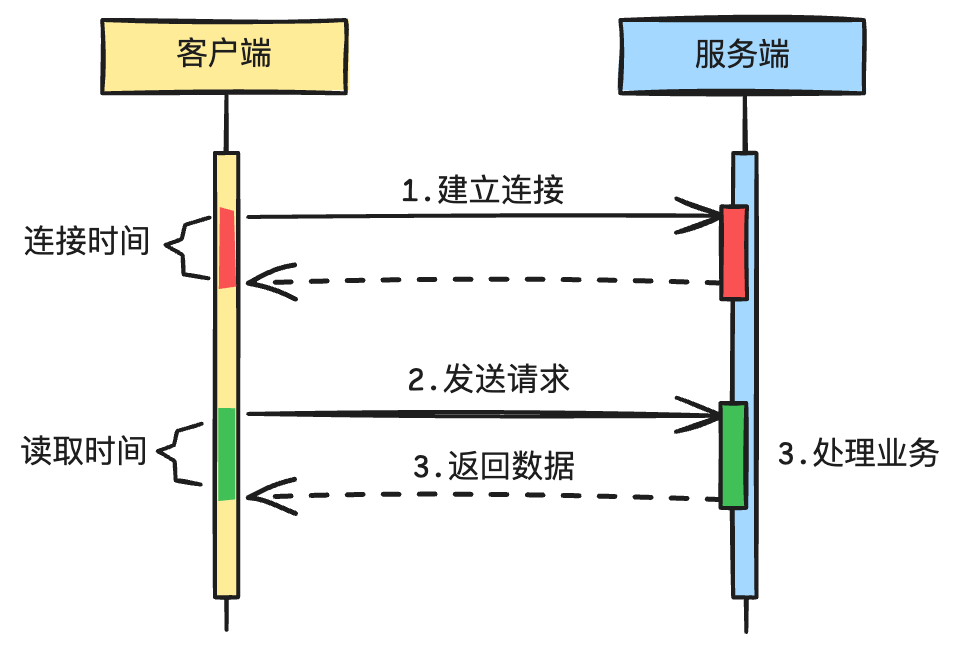 客户端
服务端
1.建立连接
连接时间
2.发送请求
读取时间
3.返回数据
3.处理业务